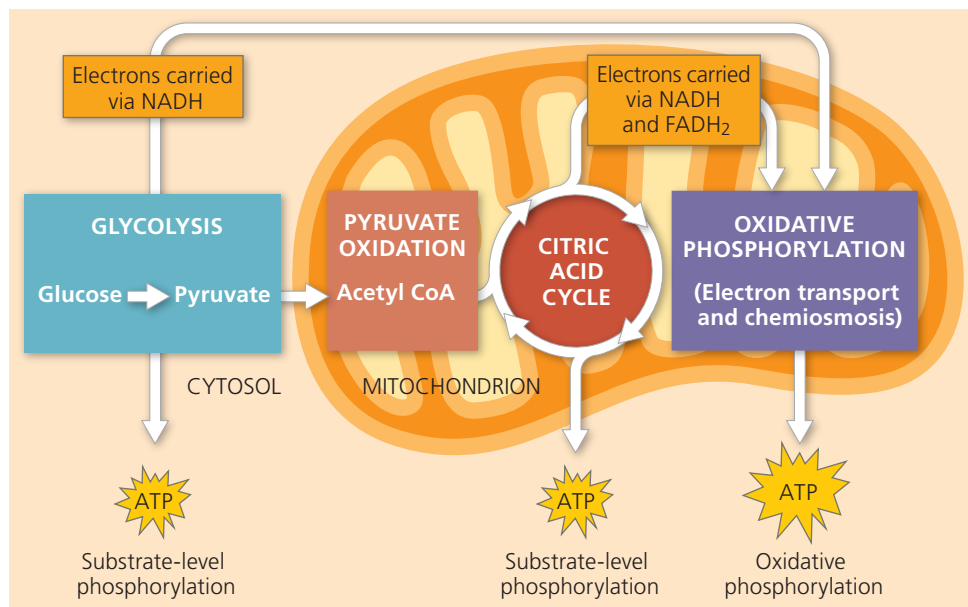 Electrons carried
via NADH
Electrons carried
via NADH
and FADH₂
GLYCOLYSIS
Glucose
Pyruvate
PYRUVATE
OXIDATION
Acetyl CoA
CITRIC
ACID
CYCLE
OXIDATIVE
PHOSPHORYLATION
(Electron transport
and chemiosmosis)
CYTOSOL
MITOCHONDRION
ATP
Substrate-level
phosphorylation
ATP
Substrate-level
phosphorylation
ATP
Oxidative
phosphorylation